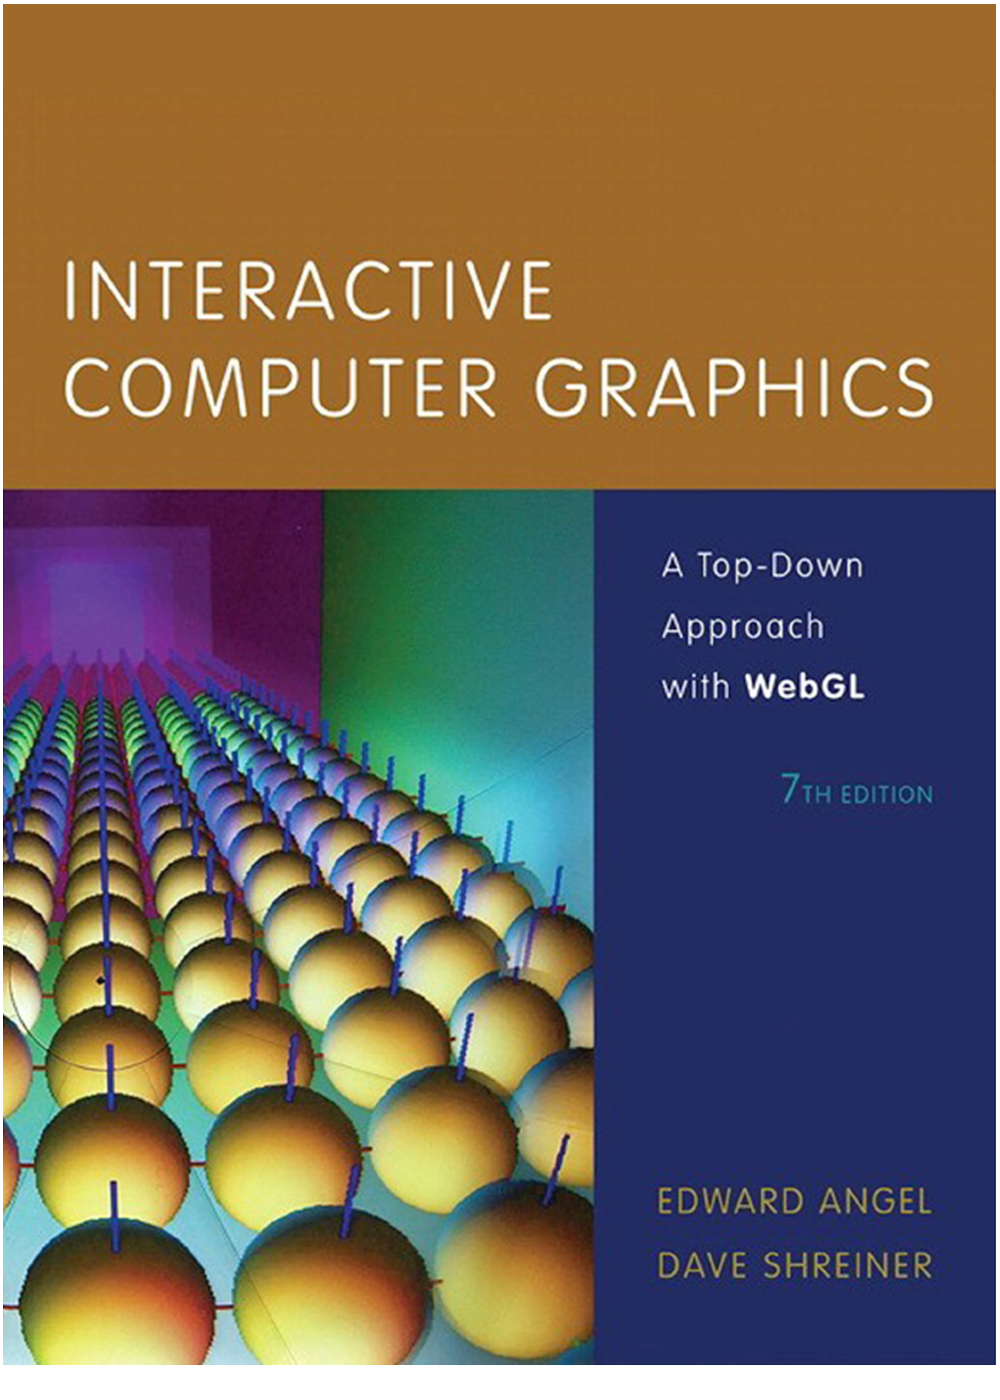 INTERACTIVE
COMPUTER GRAPHICS
A Top-Down
Approach
with WebGL
7TH EDITION
EDWARD ANGEL
DAVE SHREINER